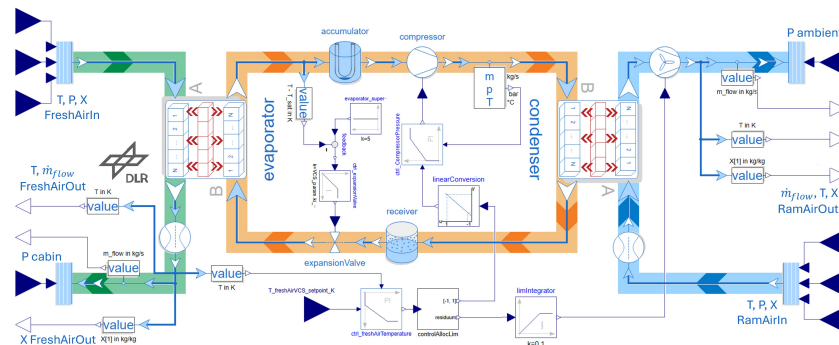 accumulator
compressor
P ambient
kg/s
m
p
T
bar
°C
value
m_flow in kg/s
T, P, X
FreshAirIn
A
B
T - T_sat in K
value
evaporator_super-
k=5
feedback
evaporator
condenser
B
A
PI
ctrl_CompressorPressure
T in K
value
X[1] in kg/kg
value
DLR
T, ṁflow
FreshAirOut
T in K
value
ctrl_expansionValve
linearConversion
receiver
ṁflow, T, X
RamAirOut
m_flow in kg/s
value
P cabin
value
T in K
expansionValve
T_freshAirVCS_setpoint_K
PI
ctrl_freshAirTemperature
[-1, 1]
residuum
controlAllocLim
limIntegrator
k=0.1
T, P, X
RamAirIn
X FreshAirOut
value
X[1] in kg/kg